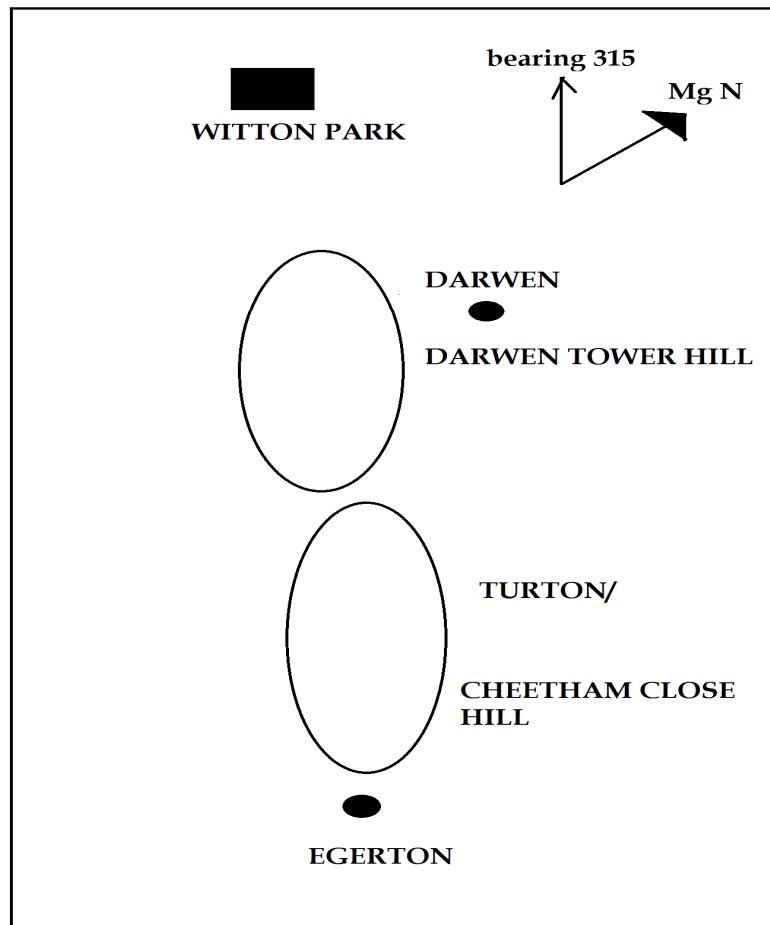 bearing 315
Mg N
WITTON PARK
DARWEN
DARWEN TOWER HILL
TURTON/
CHEETHAM CLOSE
HILL
EGERTON